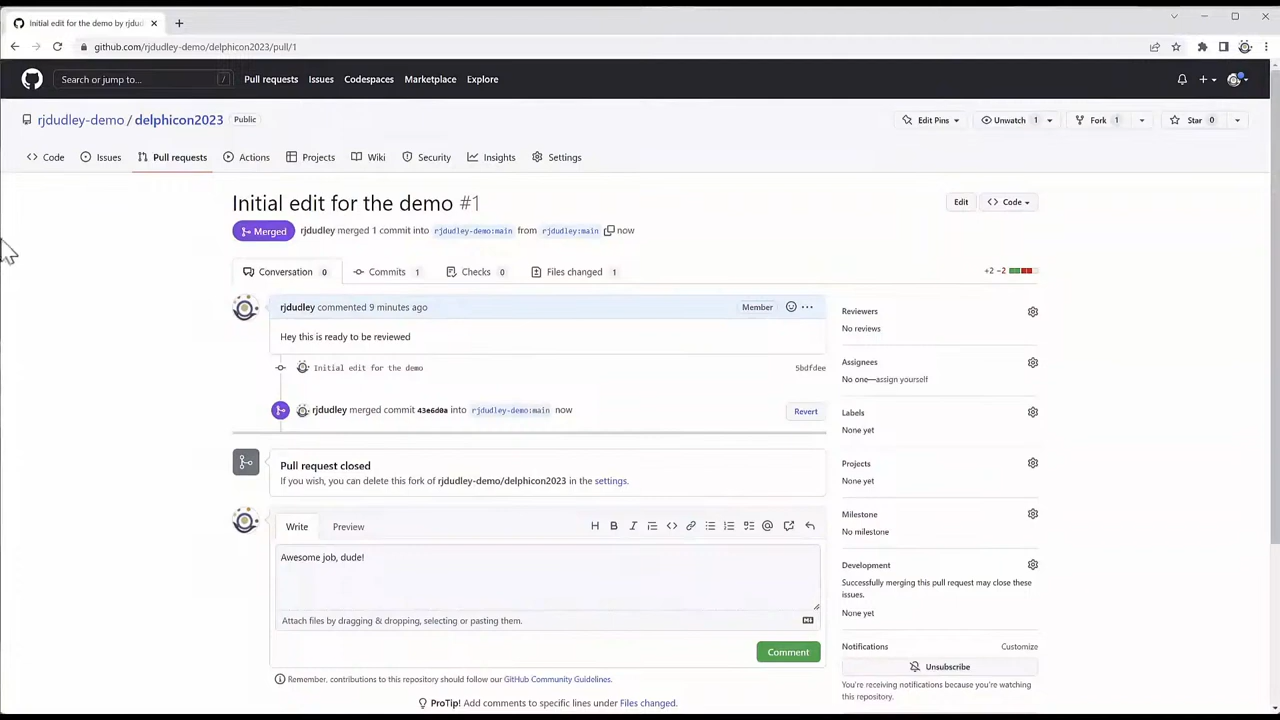 Initial edit for the demo by rjdud
github.com/rjdudley-demo/delphicon2023/pull/1
Search or jump to... / Pull requests Issues Codespaces Marketplace Explore
rjdudley-demo / delphicon2023 Public Edit Pins Unwatch 1 Fork 1 Star 0
Code Issues Pull requests Actions Projects Wiki Security Insights Settings
Initial edit for the demo #1 Edit Code
Merged rjdudley merged 1 commit into rjdudley-demo:main from rjdudley:main now
Conversation 0 Commits 1 Checks 0 Files changed 1 +2 −2
rjdudley commented 9 minutes ago Member
Hey this is ready to be reviewed
Initial edit for the demo 5bdfdee
rjdudley merged commit 43e6d0a into rjdudley-demo:main now Revert
Pull request closed
If you wish, you can delete this fork of rjdudley-demo/delphicon2023 in the settings.
Write Preview
Awesome job, dude!
Attach files by dragging & dropping, selecting or pasting them.
Comment
Remember, contributions to this repository should follow our GitHub Community Guidelines.
ProTip! Add comments to specific lines under Files changed.
Reviewers
No reviews
Assignees
No one—assign yourself
Labels
None yet
Projects
None yet
Milestone
No milestone
Development
Successfully merging this pull request may close these
issues.
None yet
Notifications Customize
Unsubscribe
You're receiving notifications because you're watching
this repository.